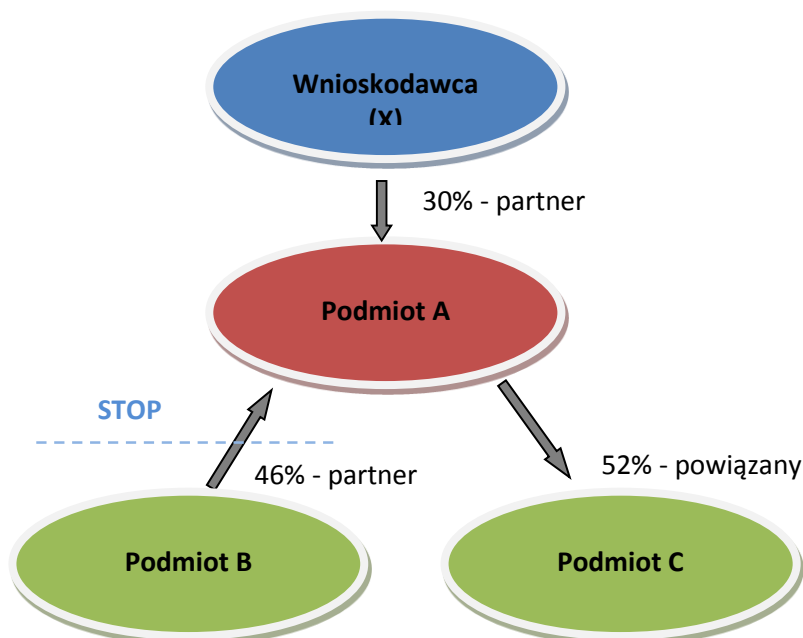 Wnioskodawca
(X)
30% - partner
Podmiot A
STOP
46% - partner
52% - powiązany
Podmiot B
Podmiot C